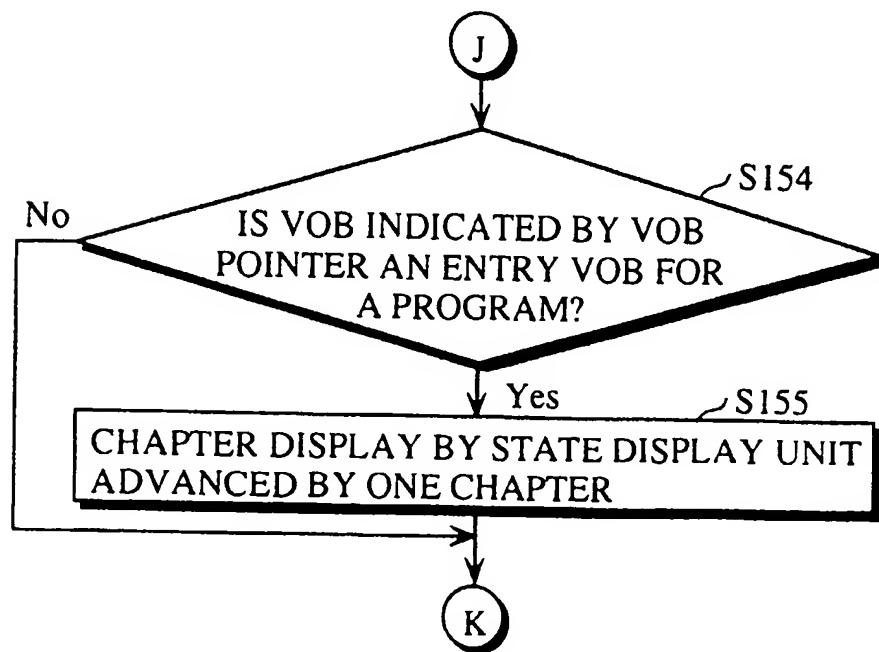 J
S154
No
IS VOB INDICATED BY VOB
POINTER AN ENTRY VOB FOR
A PROGRAM?
Yes
S155
CHAPTER DISPLAY BY STATE DISPLAY UNIT
ADVANCED BY ONE CHAPTER
K